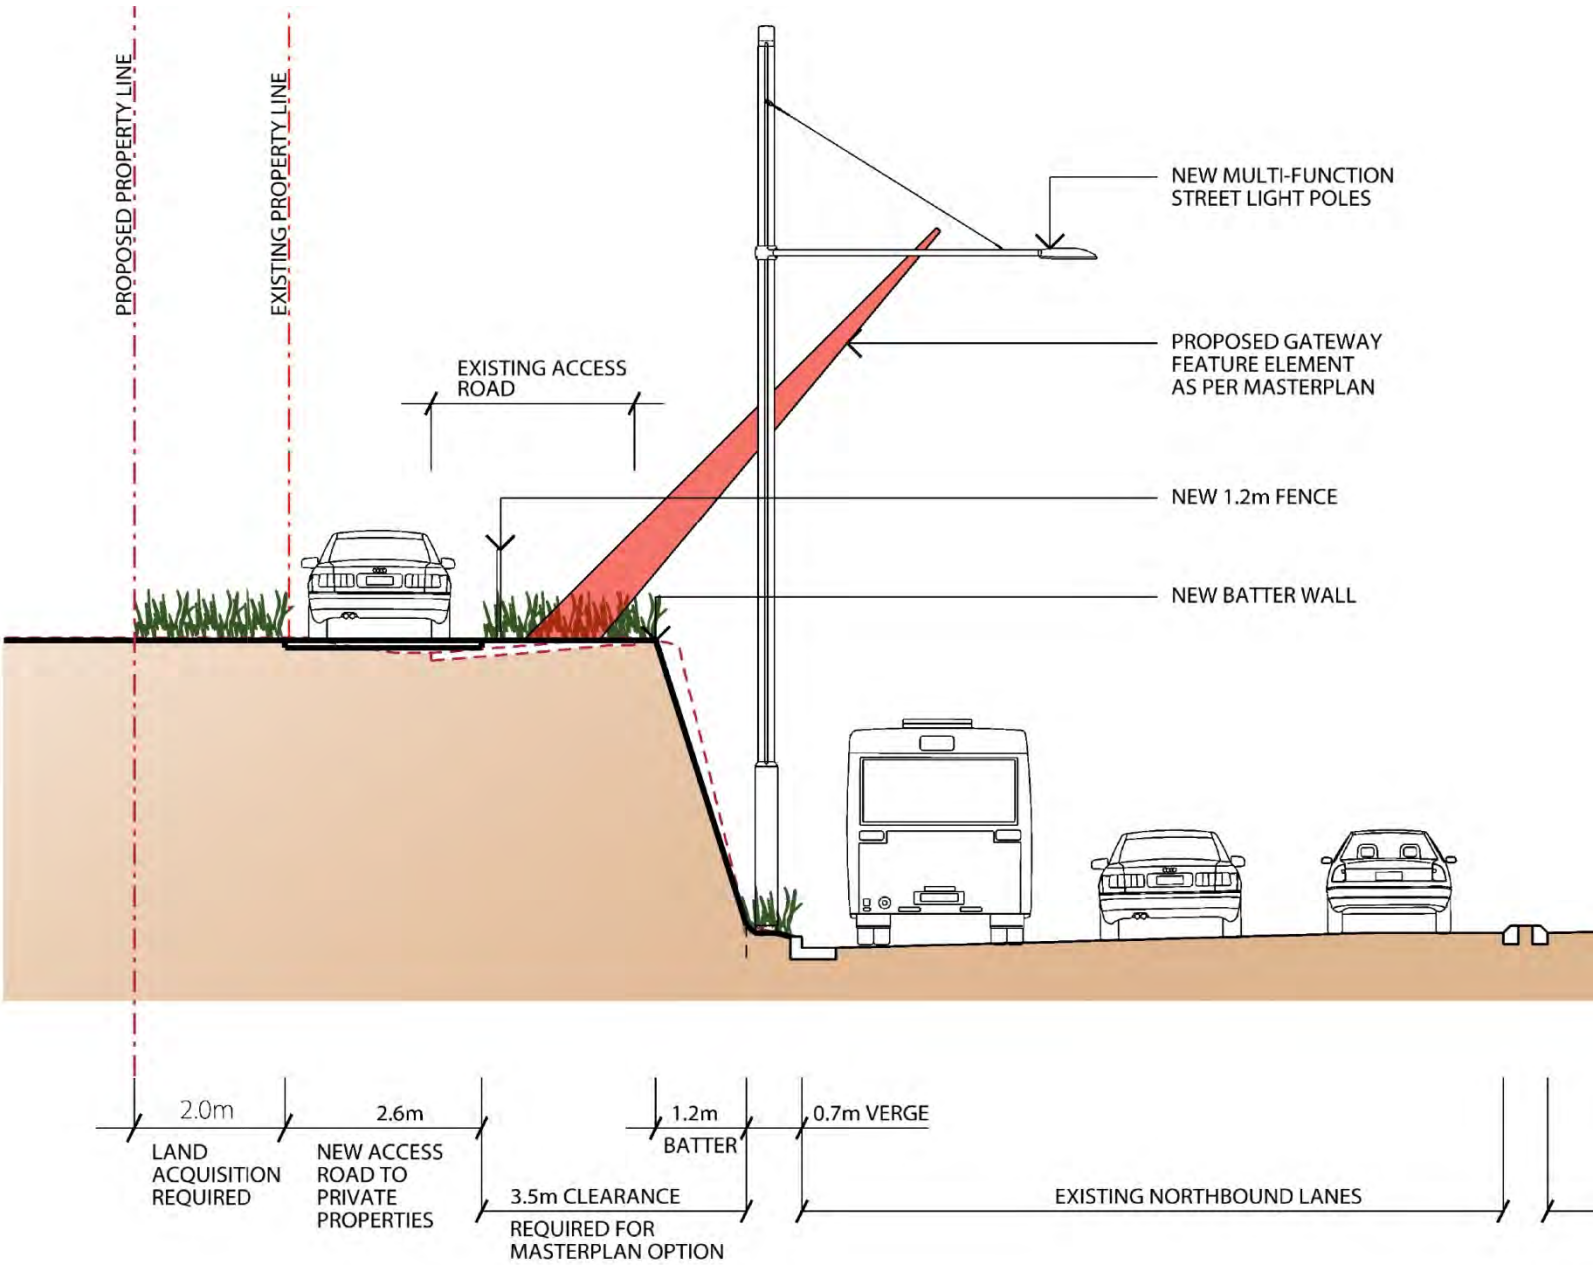 PROPOSED PROPERTY LINE
EXISTING PROPERTY LINE
NEW MULTI-FUNCTION
STREET LIGHT POLES
PROPOSED GATEWAY
FEATURE ELEMENT
AS PER MASTERPLAN
EXISTING ACCESS
ROAD
NEW 1.2m FENCE
NEW BATTER WALL
2.0m
LAND
ACQUISITION
REQUIRED
2.6m
NEW ACCESS
ROAD TO
PRIVATE
PROPERTIES
1.2m
BATTER
0.7m VERGE
3.5m CLEARANCE
REQUIRED FOR
MASTERPLAN OPTION
EXISTING NORTHBOUND LANES